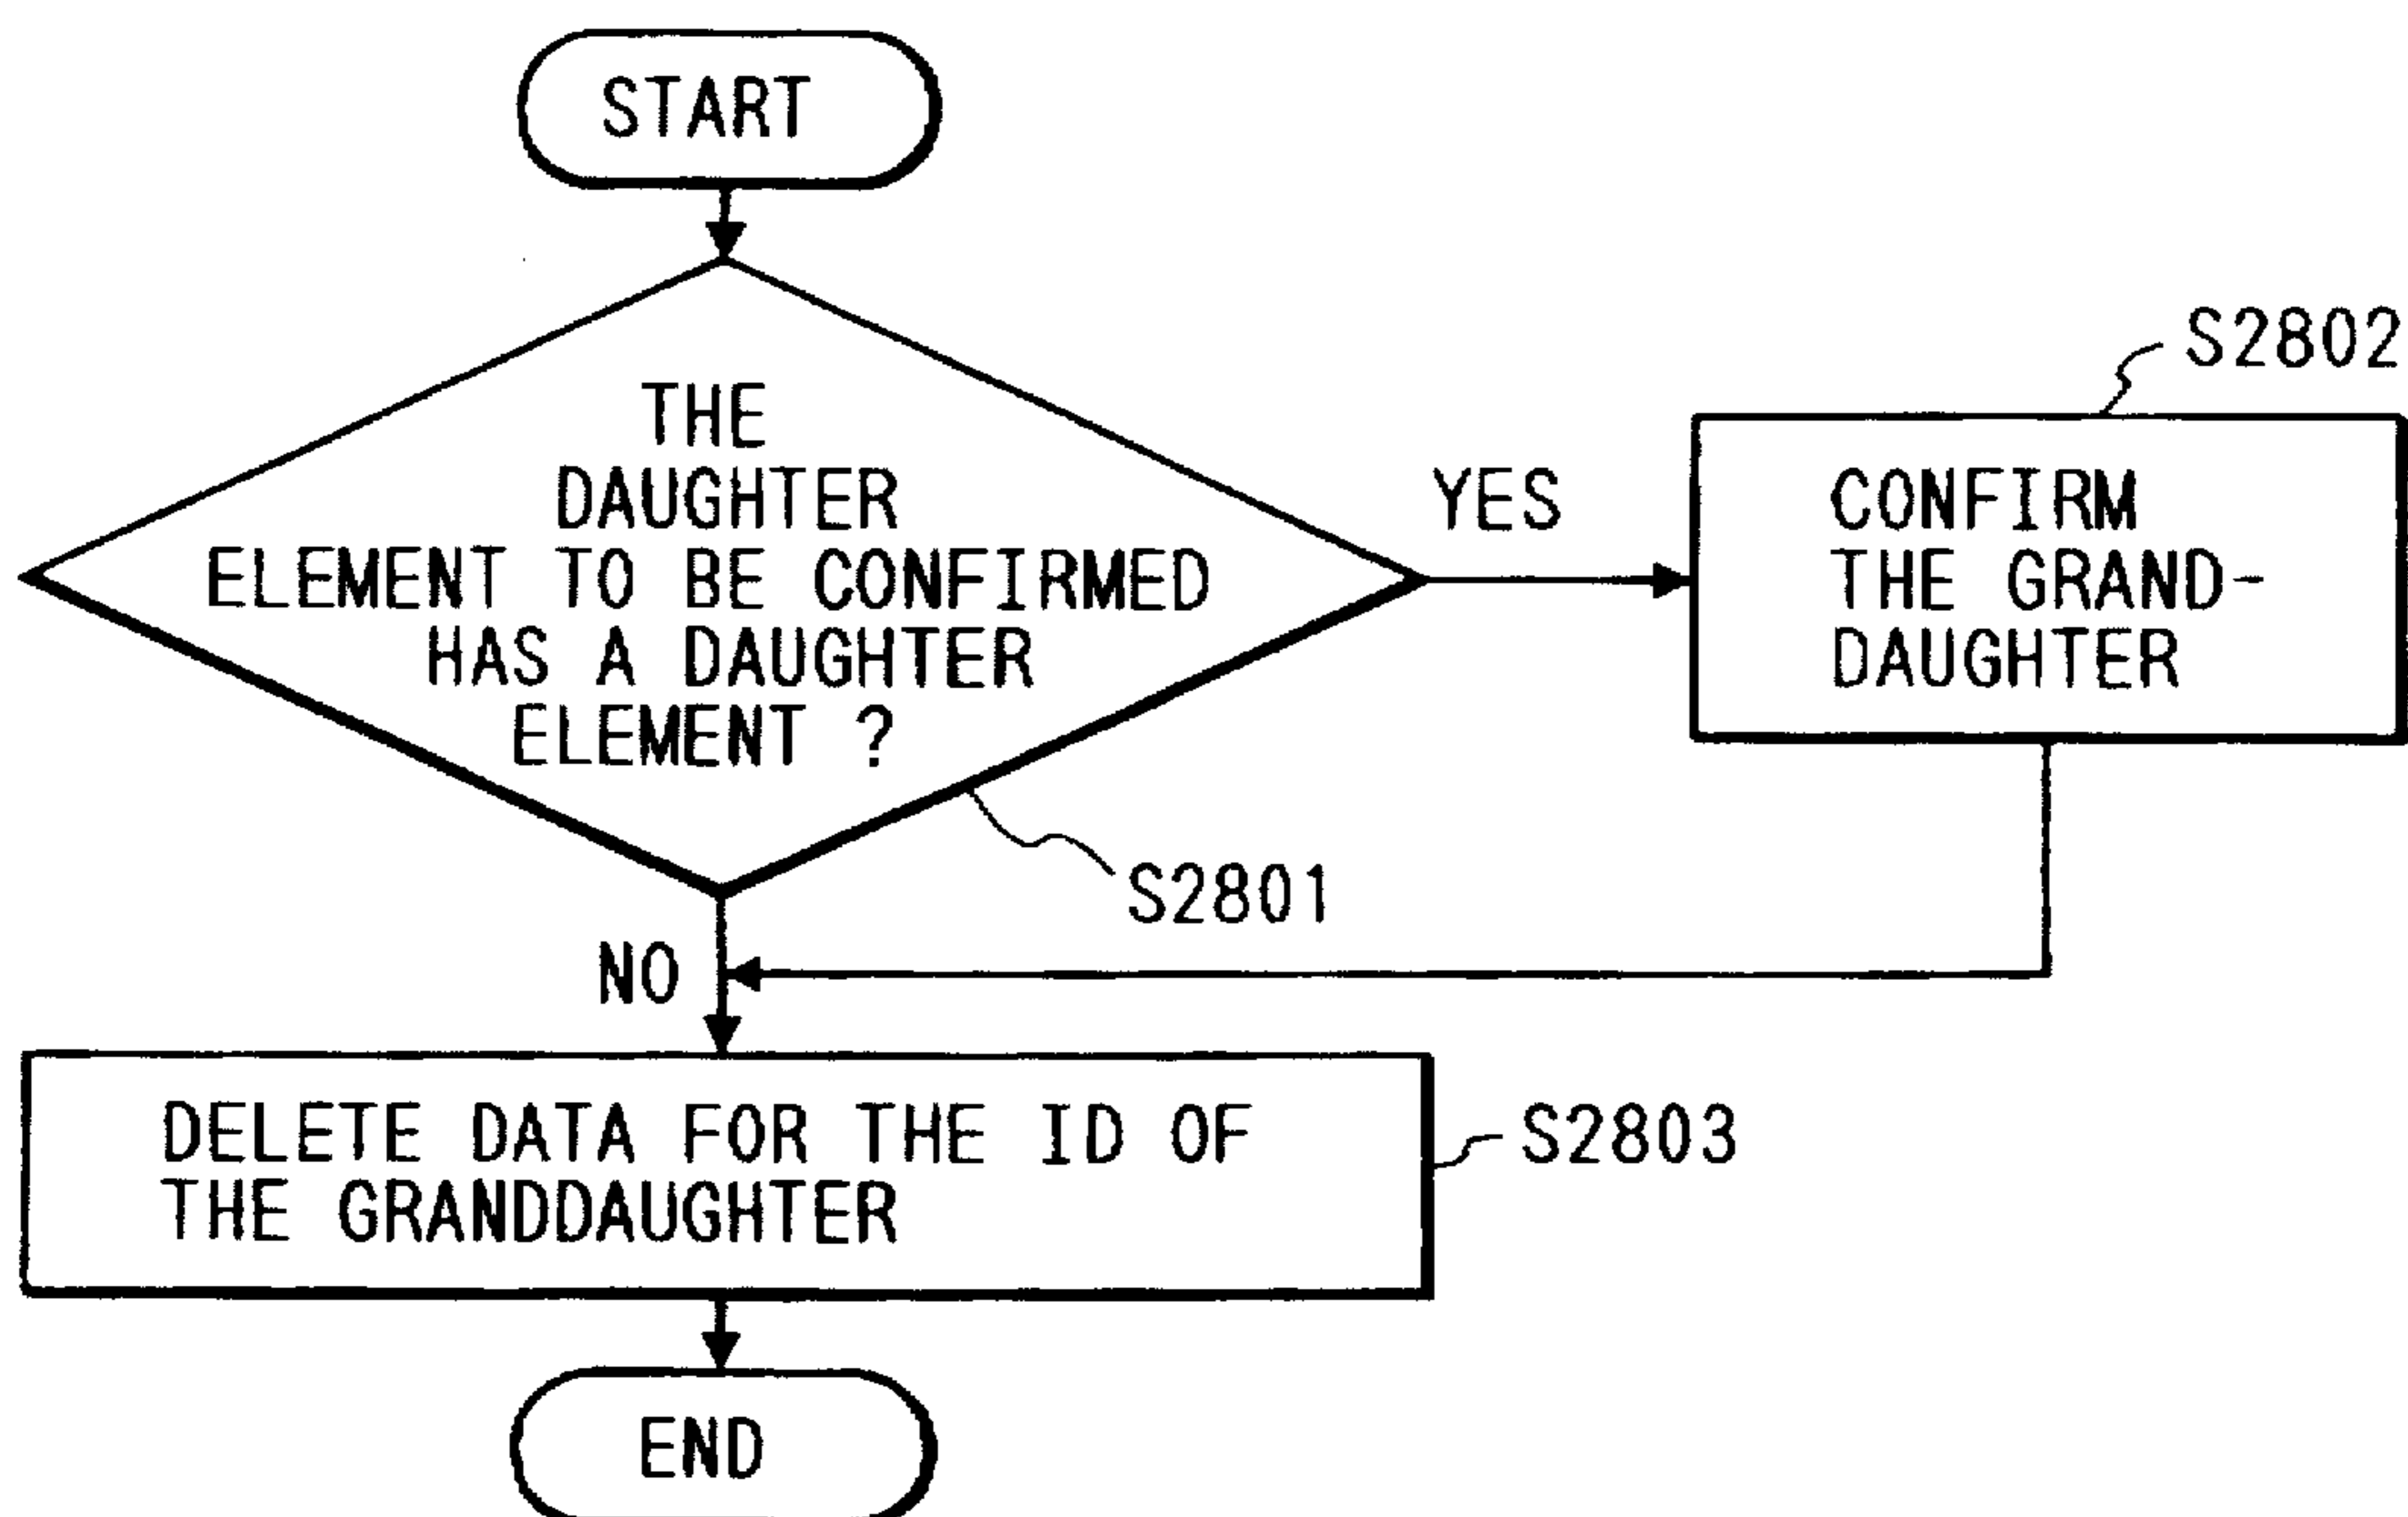 START
THE
DAUGHTER
ELEMENT TO BE CONFIRMED
HAS A DAUGHTER
ELEMENT ?
S2801
YES
S2802
CONFIRM
THE GRAND-
DAUGHTER
NO
DELETE DATA FOR THE ID OF
THE GRANDDAUGHTER
S2803
END